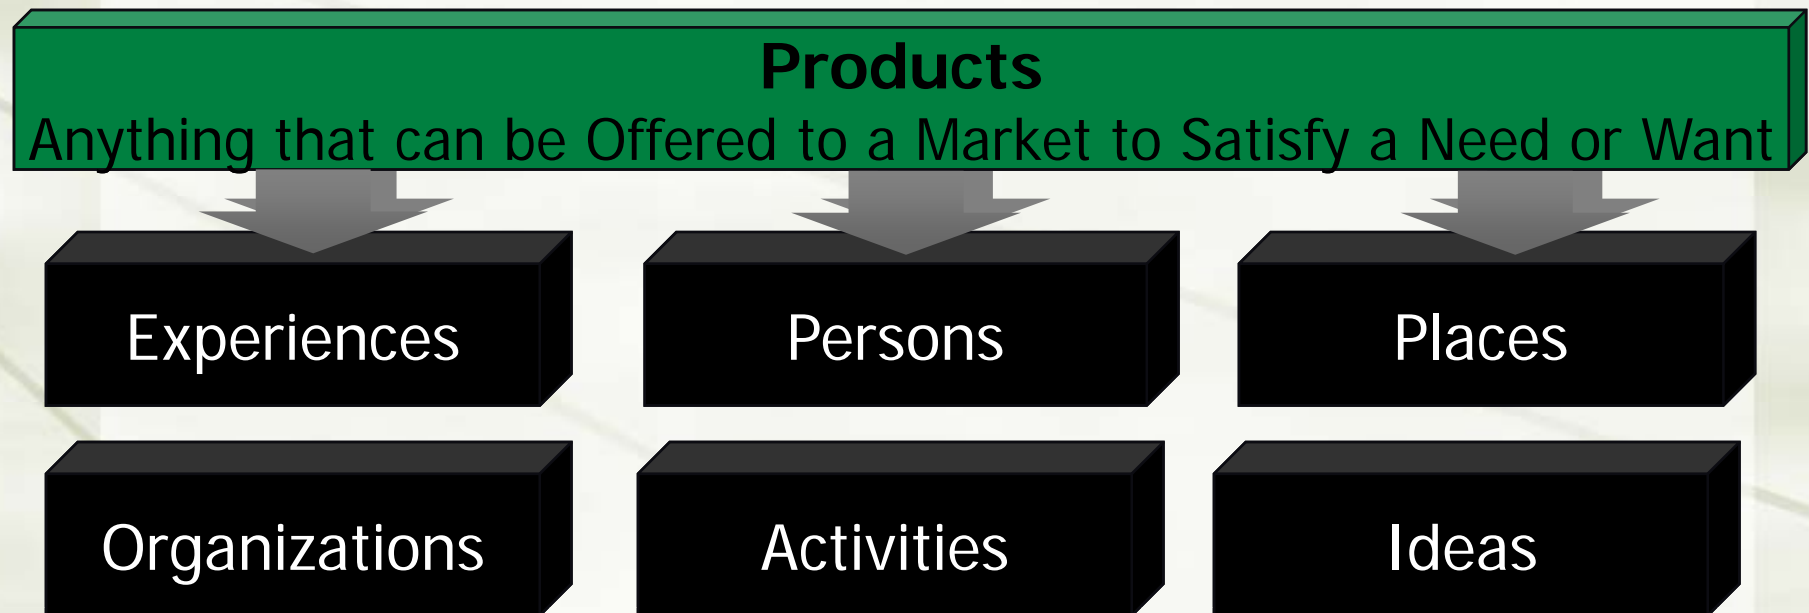 Products
Anything that can be Offered to a Market to Satisfy a Need or Want
Experiences
Persons
Places
Organizations
Activities
Ideas